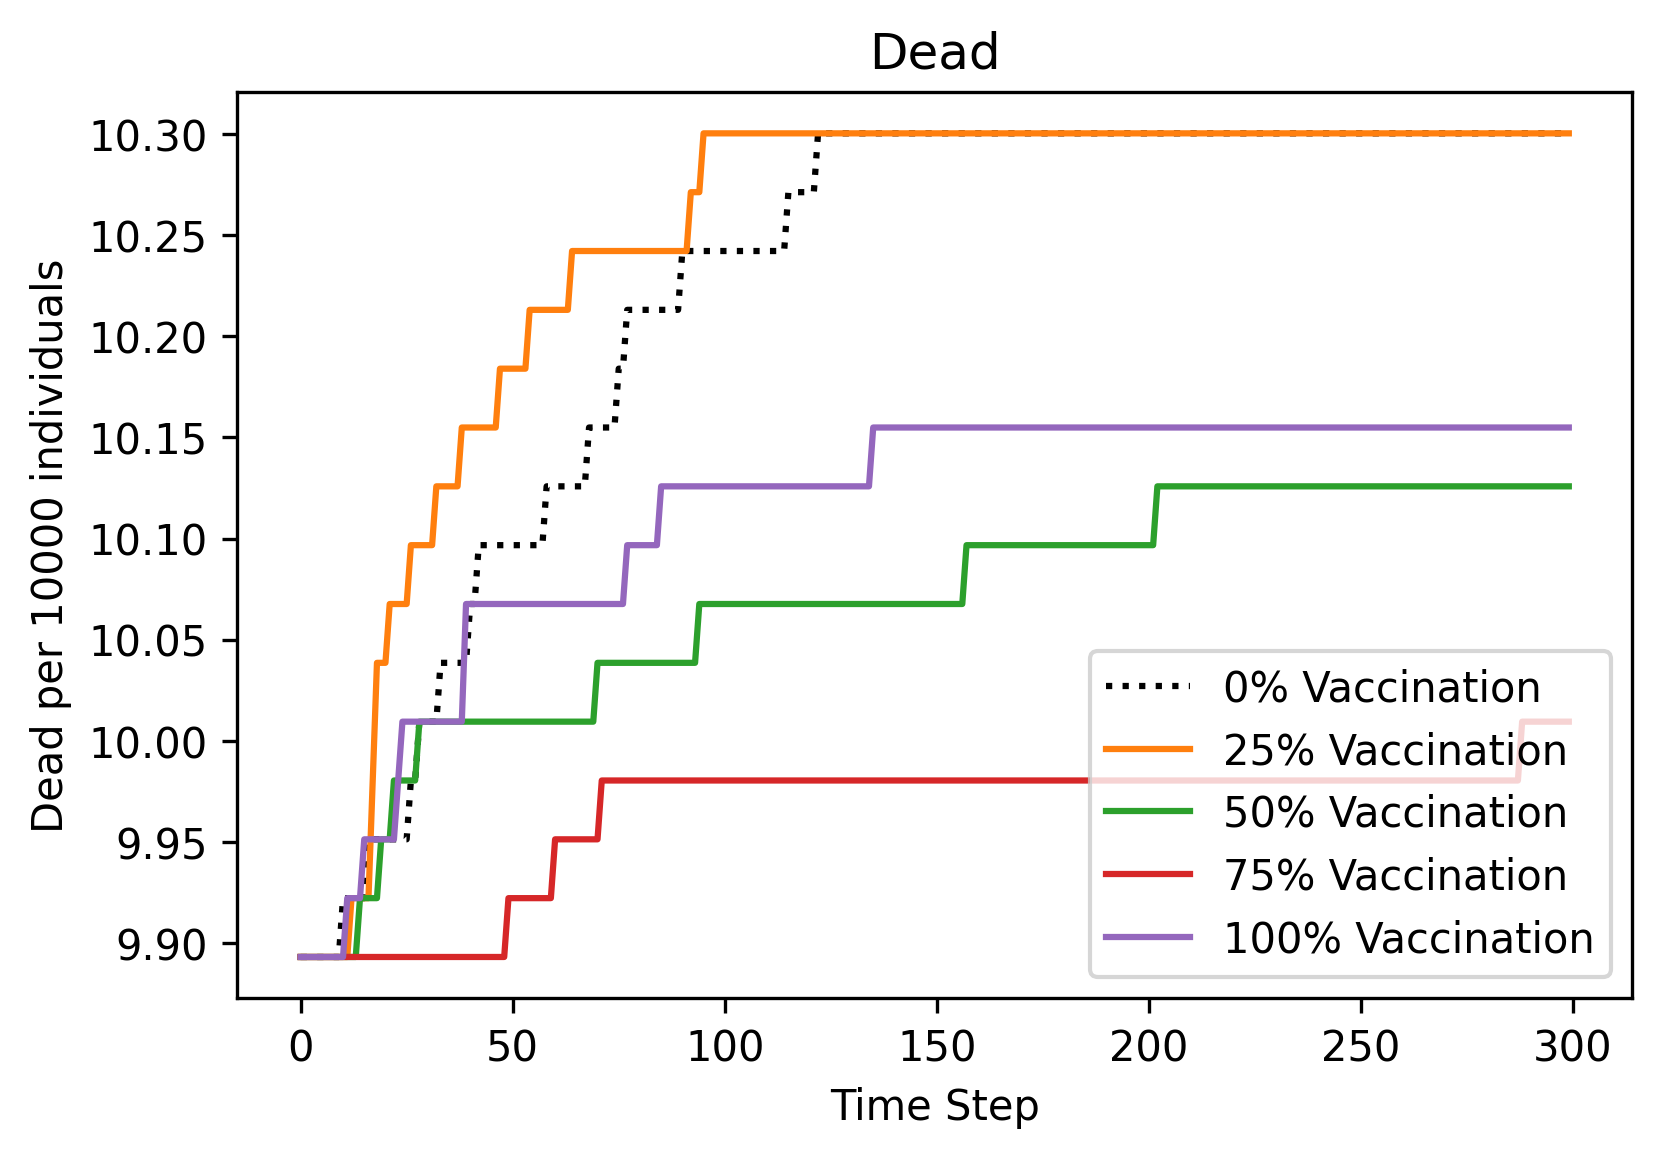 Dead
Dead per 10000 individuals
10.30
10.25
10.20
10.15
10.10
10.05
10.00
9.95
9.90
0% Vaccination
25% Vaccination
50% Vaccination
75% Vaccination
100% Vaccination
0 50 100 150 200 250 300
Time Step